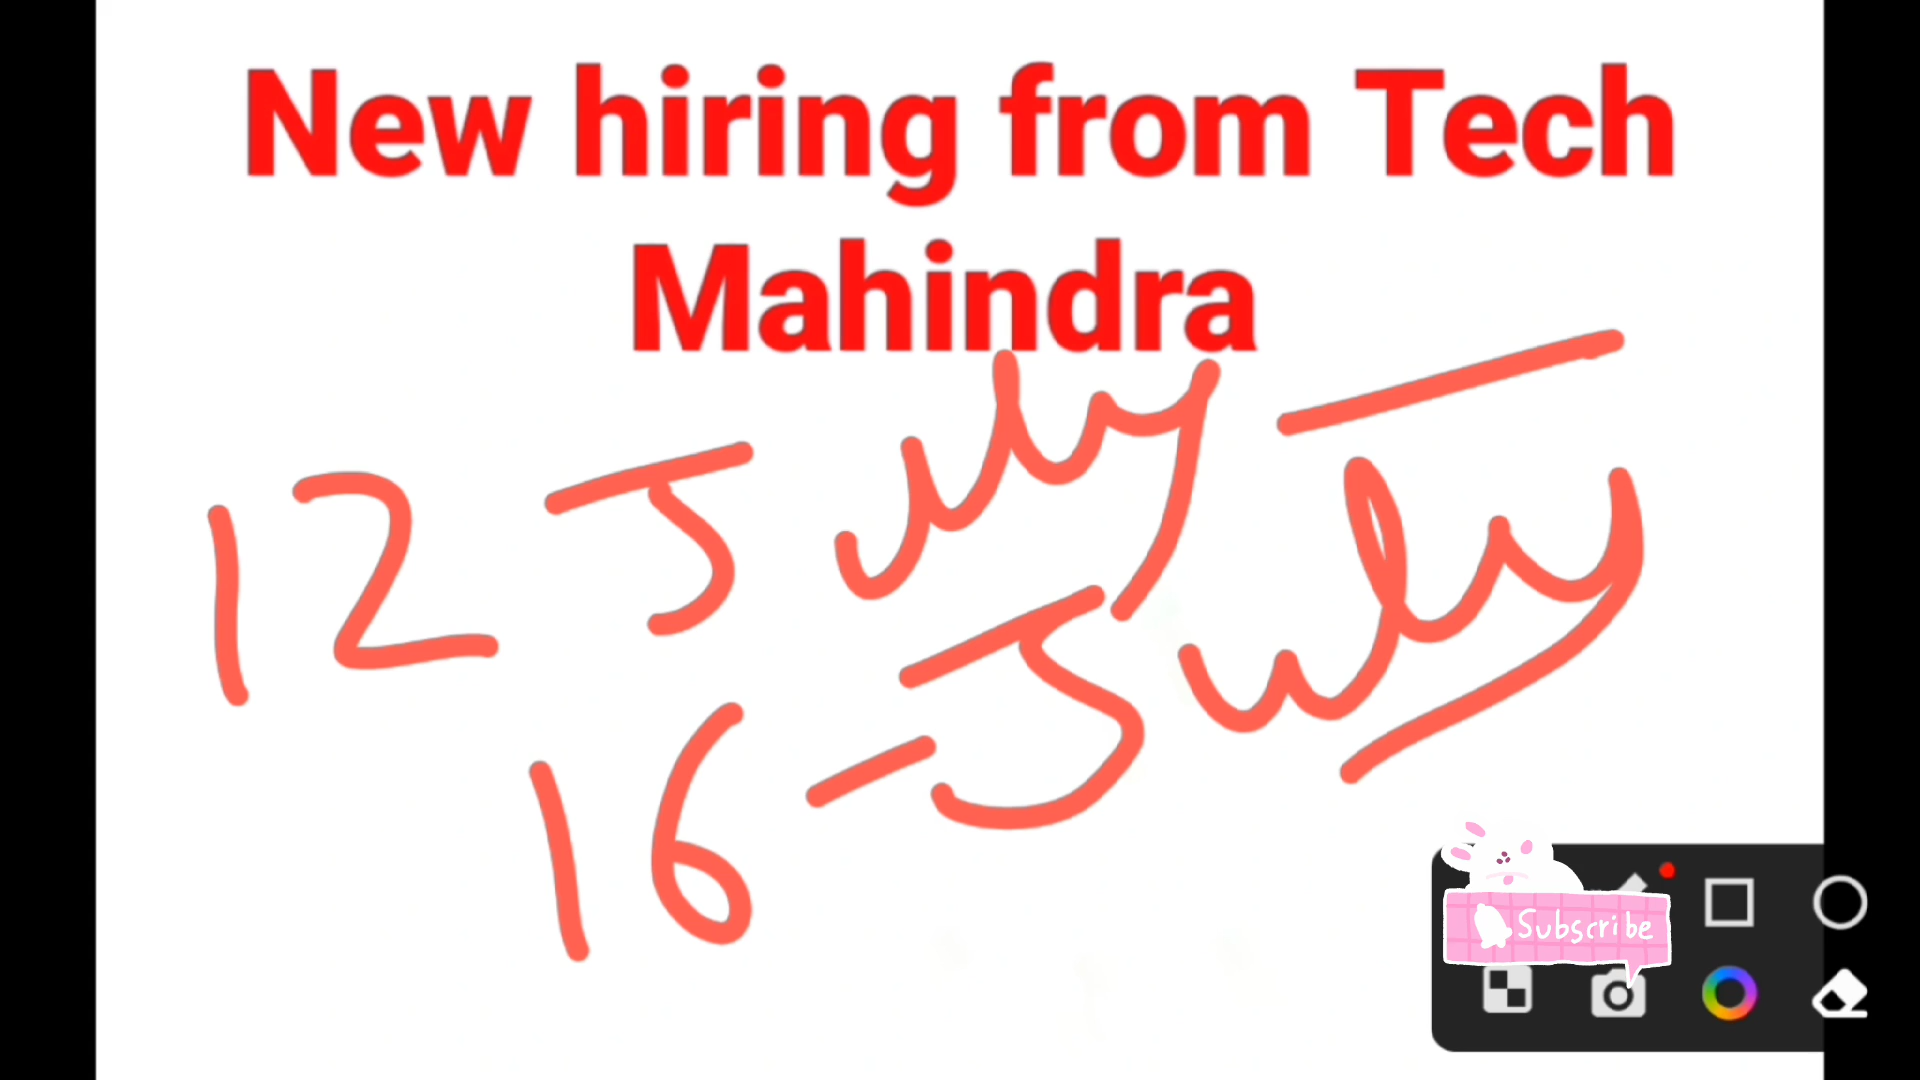 New hiring from Tech
Mahindra
12 July -
16 - July
Subscribe